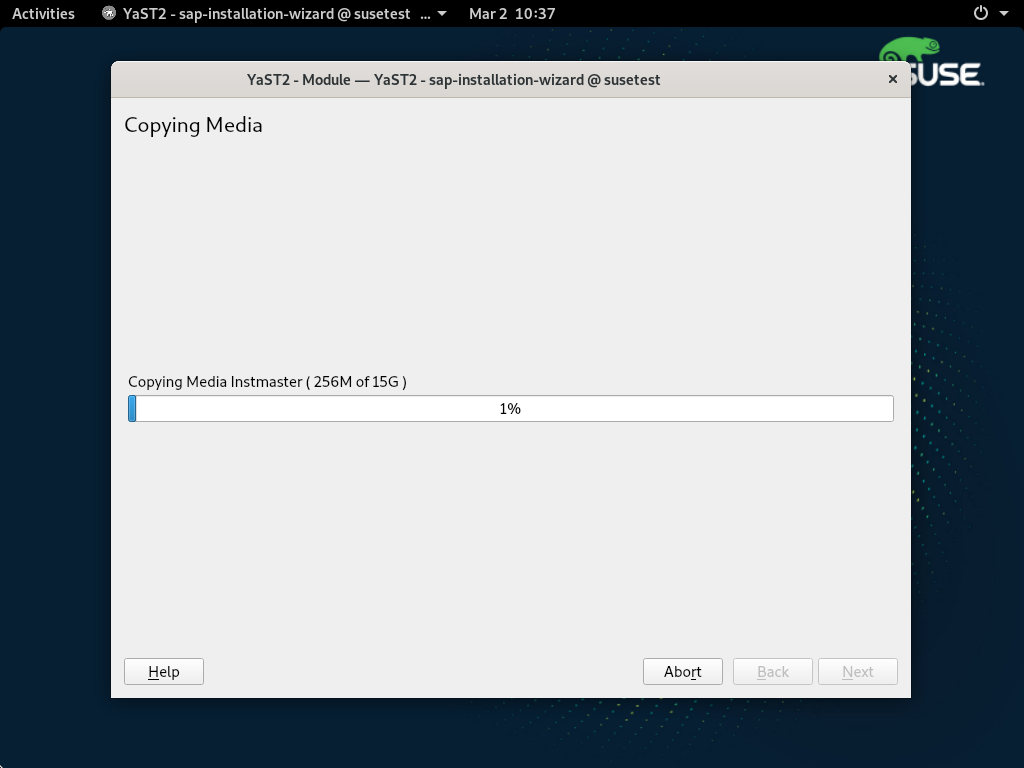 Activities YaST2 - sap-installation-wizard @ susetest ... Mar 2 10:37
SUSE.
YaST2 - Module — YaST2 - sap-installation-wizard @ susetest
Copying Media
Copying Media Instmaster ( 256M of 15G )
1%
Help Abort Back Next